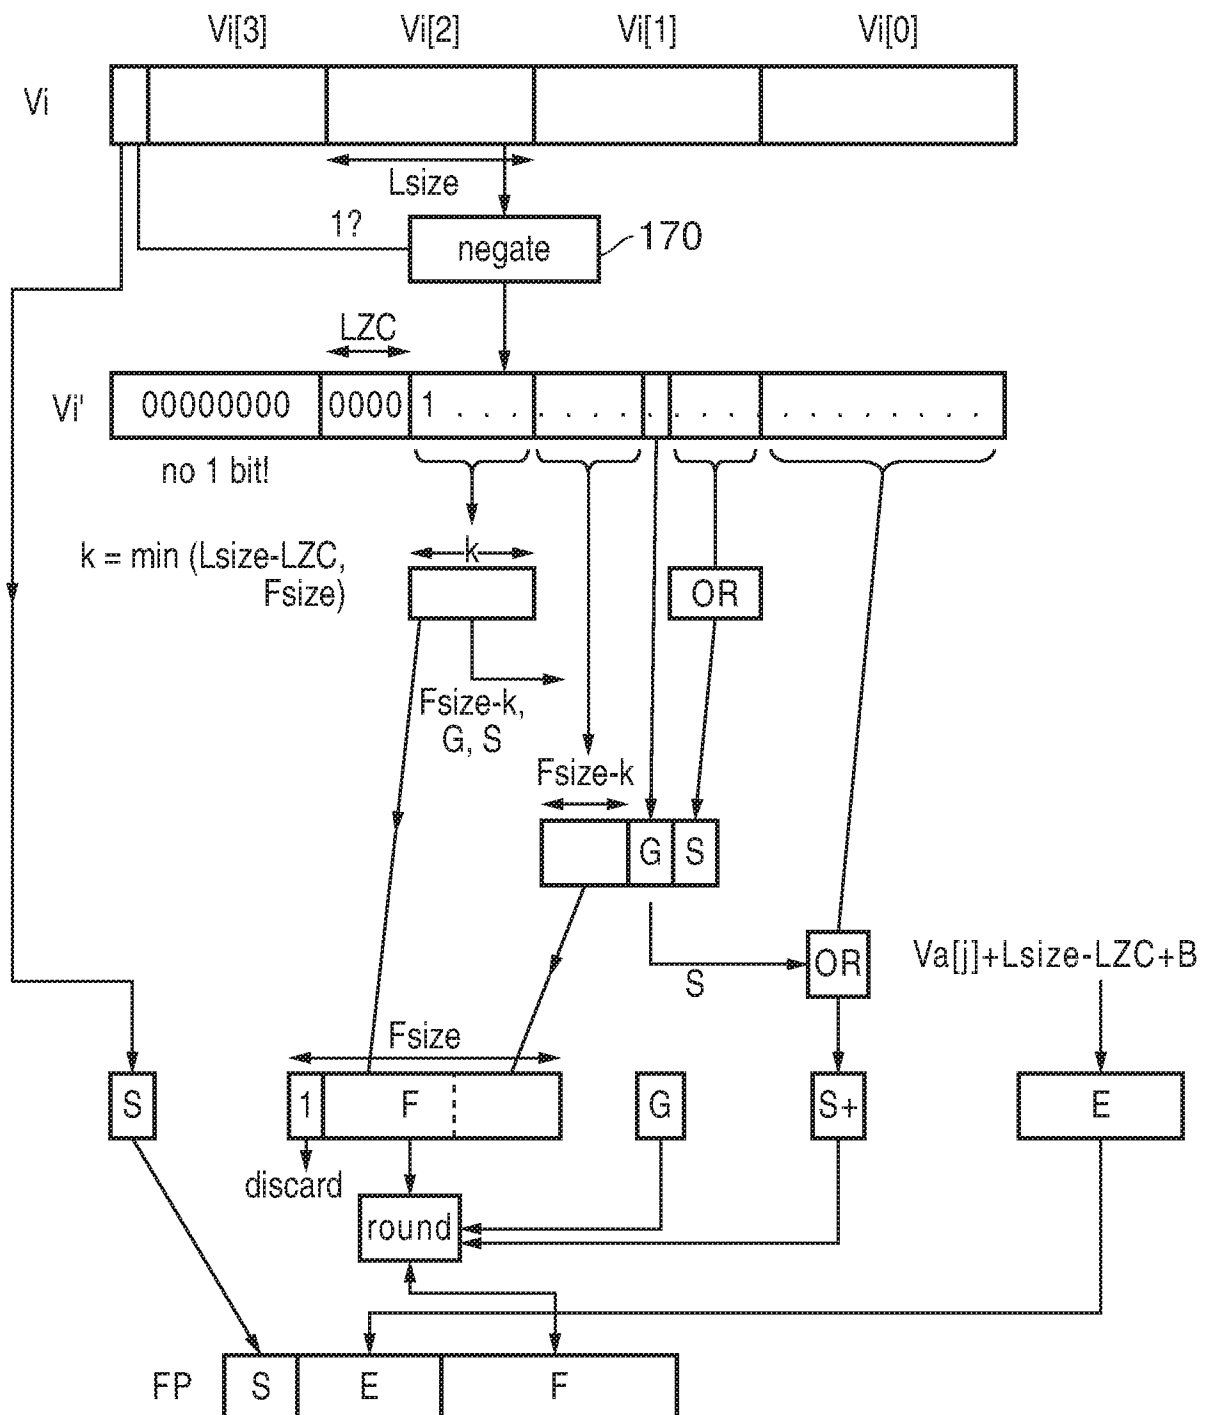 Vi[3] Vi[2] Vi[1] Vi[0]
Vi
Lsize
1?
negate
170
LZC
Vi'
00000000 0000 1 . . . . . . . . . . . . . . . . . . . .
no 1 bit!
k = min (Lsize-LZC,
Fsize)
k
OR
Fsize-k,
G, S
Fsize-k
G S
S
OR
Va[j]+Lsize-LZC+B
Fsize
S
1 F
G
S+
E
discard
round
FP S E F